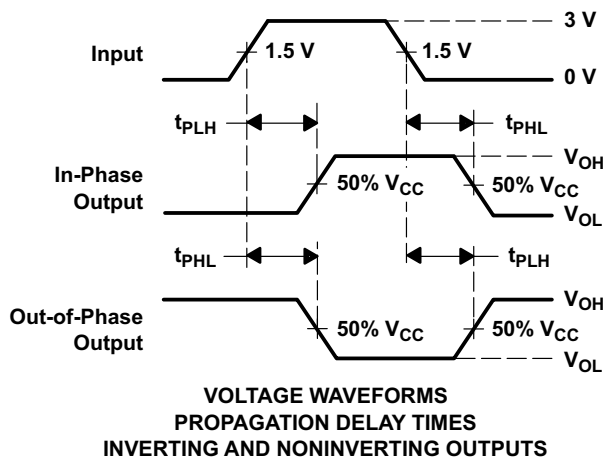 3 V
Input
1.5 V
1.5 V
0 V
tPLH
tPHL
In-Phase
Output
VOH
50% VCC
50% VCC
VOL
tPHL
tPLH
Out-of-Phase
Output
VOH
50% VCC
50% VCC
VOL
VOLTAGE WAVEFORMS
PROPAGATION DELAY TIMES
INVERTING AND NONINVERTING OUTPUTS